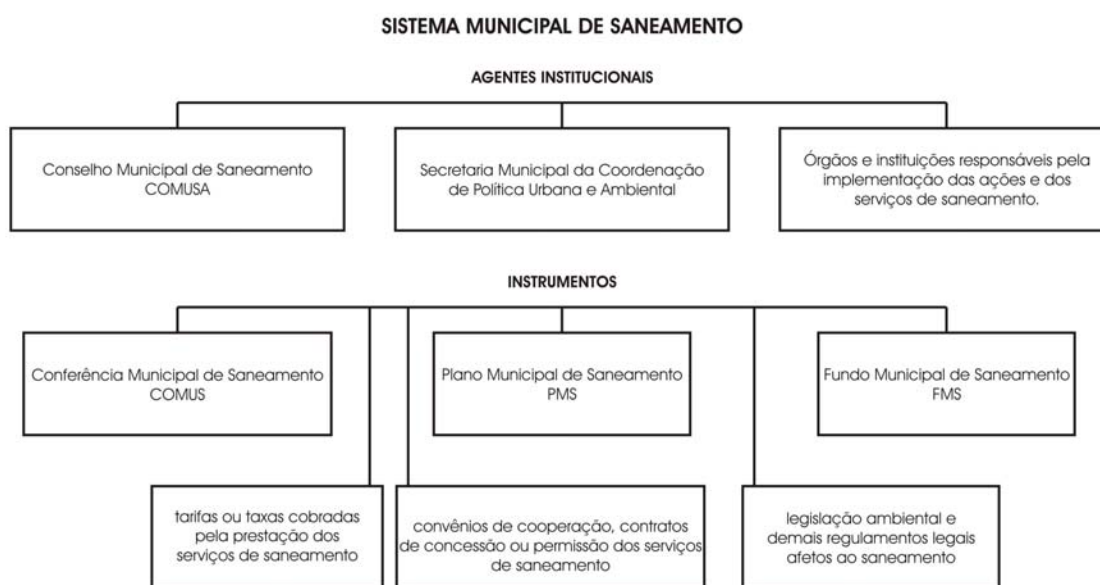 SISTEMA MUNICIPAL DE SANEAMENTO
AGENTES INSTITUCIONAIS
Conselho Municipal de Saneamento
COMUSA
Secretaria Municipal da Coordenação
de Política Urbana e Ambiental
Órgãos e instituições responsáveis pela
implementação das ações e dos
serviços de saneamento.
INSTRUMENTOS
Conferência Municipal de Saneamento
COMUS
Plano Municipal de Saneamento
PMS
Fundo Municipal de Saneamento
FMS
tarifas ou taxas cobradas
pela prestação dos
serviços de saneamento
convênios de cooperação, contratos
de concessão ou permissão dos serviços
de saneamento
legislação ambiental e
demais regulamentos legais
afetos ao saneamento